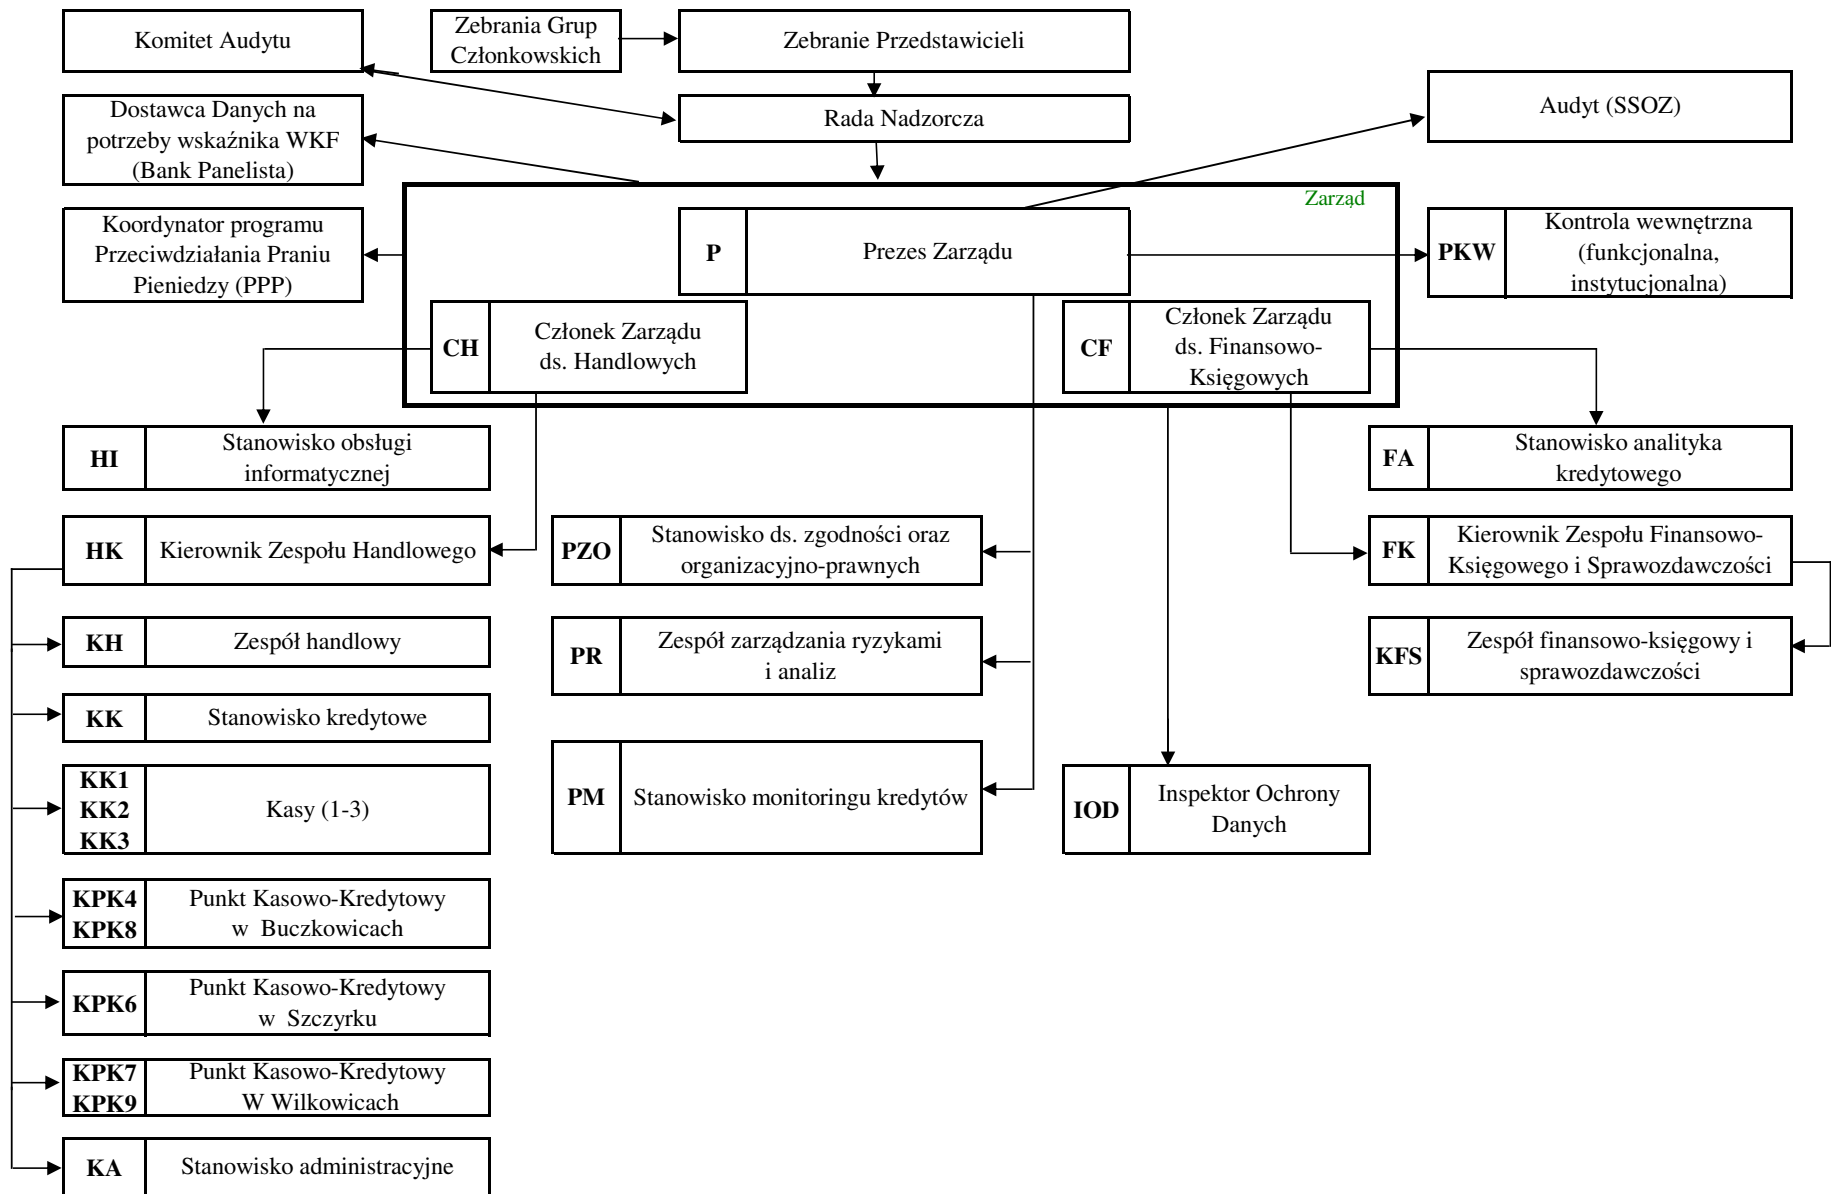 Komitet Audytu
Zebrania Grup
Członkowskich
Zebranie Przedstawicieli
Dostawca Danych na
potrzeby wskaźnika WKF
(Bank Panelista)
Rada Nadzorcza
Audyt (SSOZ)
Zarząd
Koordynator programu
Przeciwdziałania Praniu
Pieniedzy (PPP)
P
Prezes Zarządu
PKW
Kontrola wewnętrzna
(funkcjonalna,
instytucjonalna)
CH
Członek Zarządu
ds. Handlowych
CF
Członek Zarządu
ds. Finansowo-
Księgowych
HI
Stanowisko obsługi
informatycznej
FA
Stanowisko analityka
kredytowego
HK
Kierownik Zespołu Handlowego
PZO
Stanowisko ds. zgodności oraz
organizacyjno-prawnych
FK
Kierownik Zespołu Finansowo-
Księgowego i Sprawozdawczości
KH
Zespół handlowy
PR
Zespół zarządzania ryzykami
i analiz
KFS
Zespół finansowo-księgowy i
sprawozdawczości
KK
Stanowisko kredytowe
KK1
KK2
KK3
Kasy (1-3)
PM
Stanowisko monitoringu kredytów
IOD
Inspektor Ochrony
Danych
KPK4
KPK8
Punkt Kasowo-Kredytowy
w  Buczkowicach
KPK6
Punkt Kasowo-Kredytowy
w  Szczyrku
KPK7
KPK9
Punkt Kasowo-Kredytowy
W Wilkowicach
KA
Stanowisko administracyjne